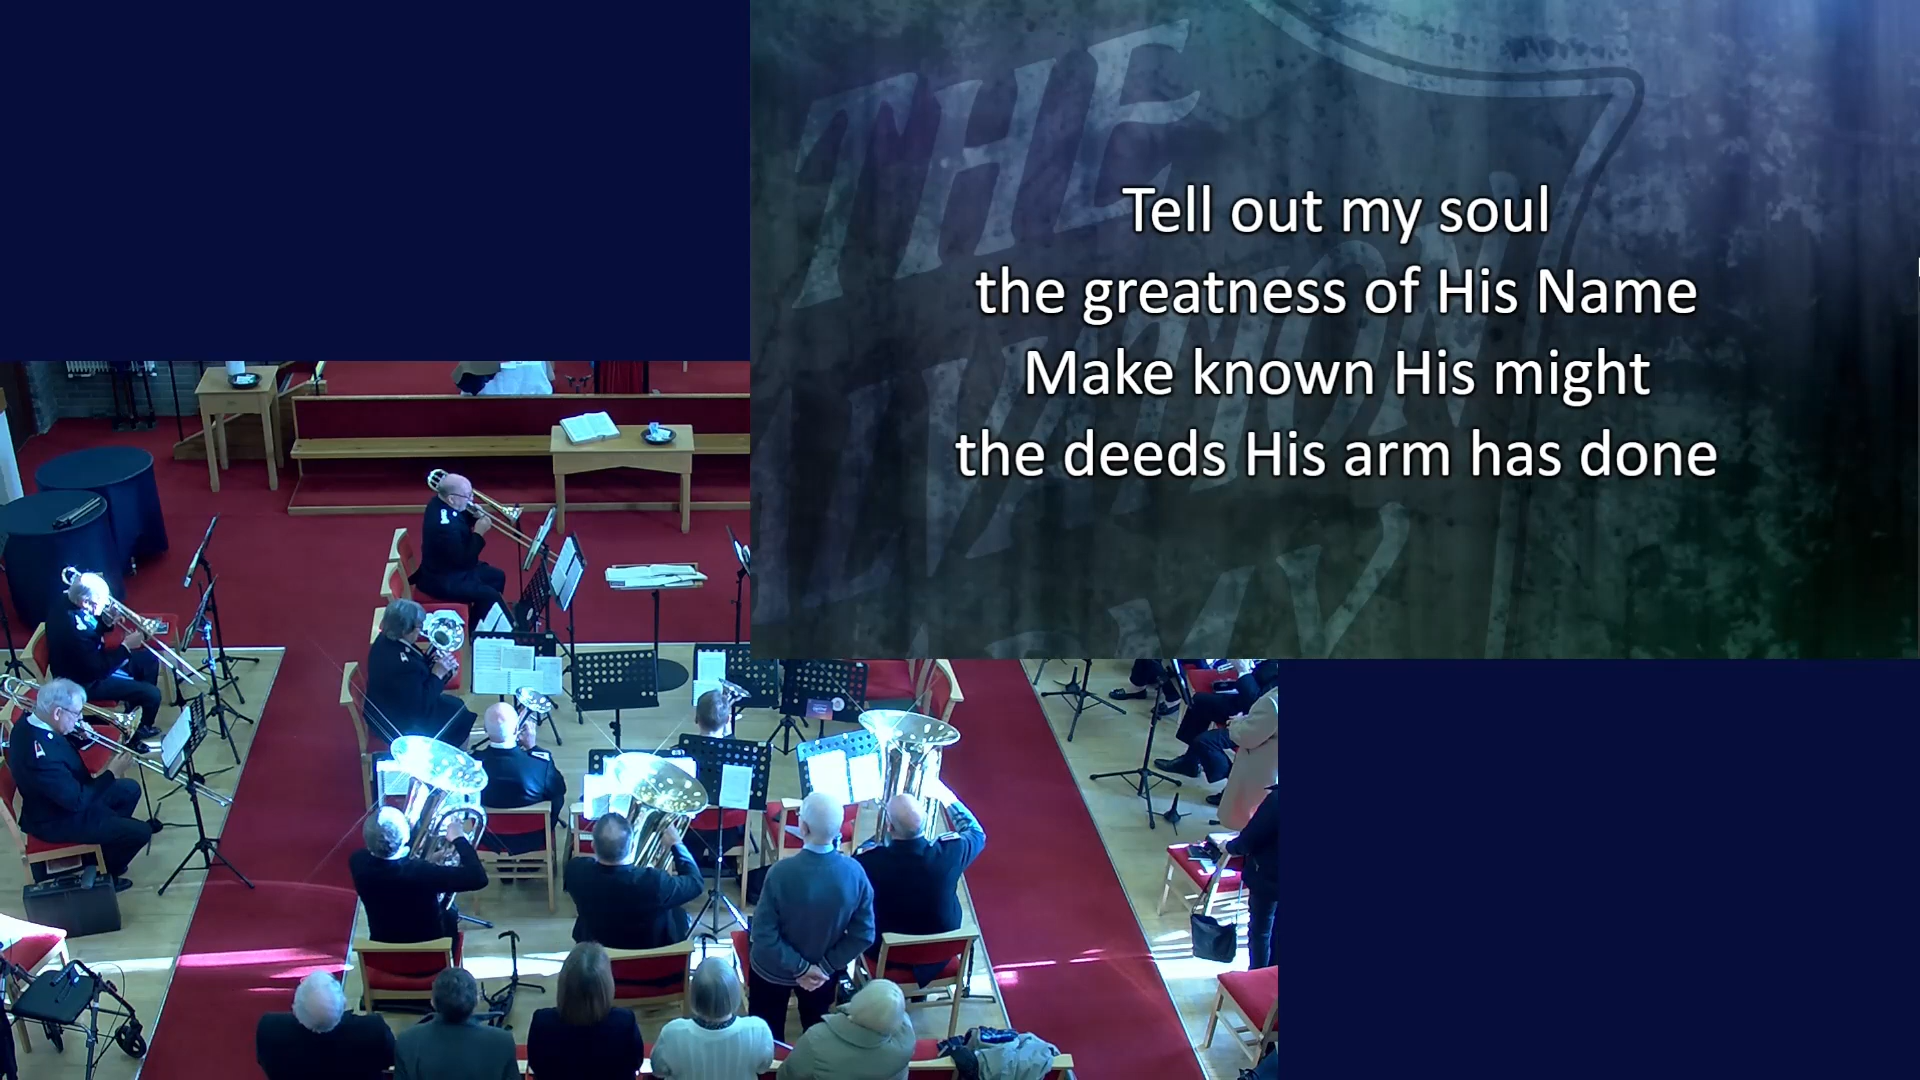 THE
Tell out my soul
the greatness of His Name
Make known His might
the deeds His arm has done